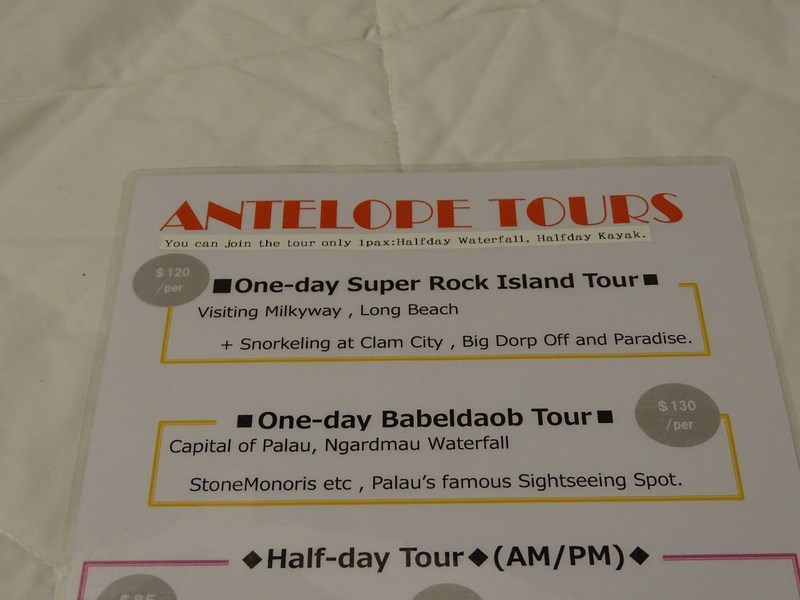 ANTELOPE TOURS
You can join the tour only 1pax:Halfday Waterfall, Halfday Kayak.
$120
/per
■One-day Super Rock Island Tour■
Visiting Milkyway , Long Beach
+ Snorkeling at Clam City , Big Dorp Off and Paradise.
■One-day Babeldaob Tour■
$130
/per
Capital of Palau, Ngardmau Waterfall
StoneMonoris etc , Palau's famous Sightseeing Spot.
◆Half-day Tour◆(AM/PM)◆